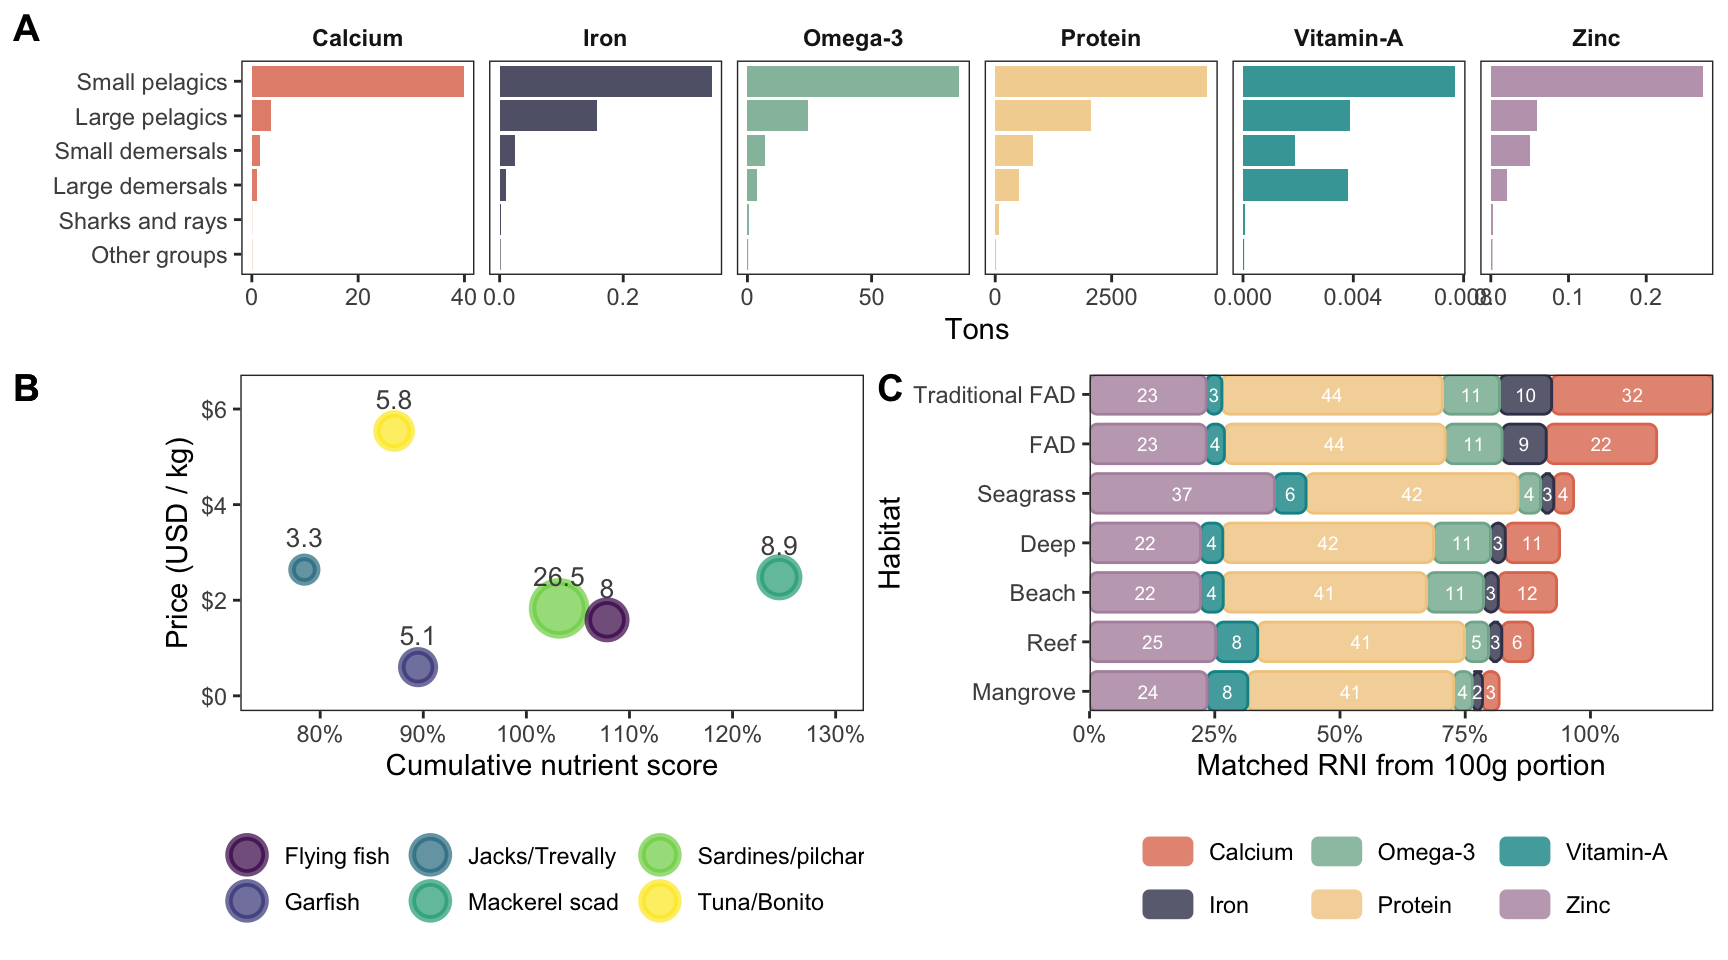 A
Calcium Iron Omega-3 Protein Vitamin-A Zinc
Small pelagics
Large pelagics
Small demersals
Large demersals
Sharks and rays
Other groups
0 20 40 0.0 0.2 0 50 0 2500 0.000 0.004 0.008 0.0 0.1 0.2
Tons
B
Price (USD / kg)
$6
$4
$2
$0
5.8
3.3
26.5
8
8.9
5.1
80% 90% 100% 110% 120% 130%
Cumulative nutrient score
Flying fish Jacks/Trevally Sardines/pilchar
Garfish Mackerel scad Tuna/Bonito
C
Habitat
Traditional FAD 23 3 44 11 10 32
FAD 23 4 44 11 9 22
Seagrass 37 6 42 4 3 4
Deep 22 4 42 11 3 11
Beach 22 4 41 11 3 12
Reef 25 8 41 5 3 6
Mangrove 24 8 41 4 2 3
0% 25% 50% 75% 100%
Matched RNI from 100g portion
Calcium Omega-3 Vitamin-A
Iron Protein Zinc